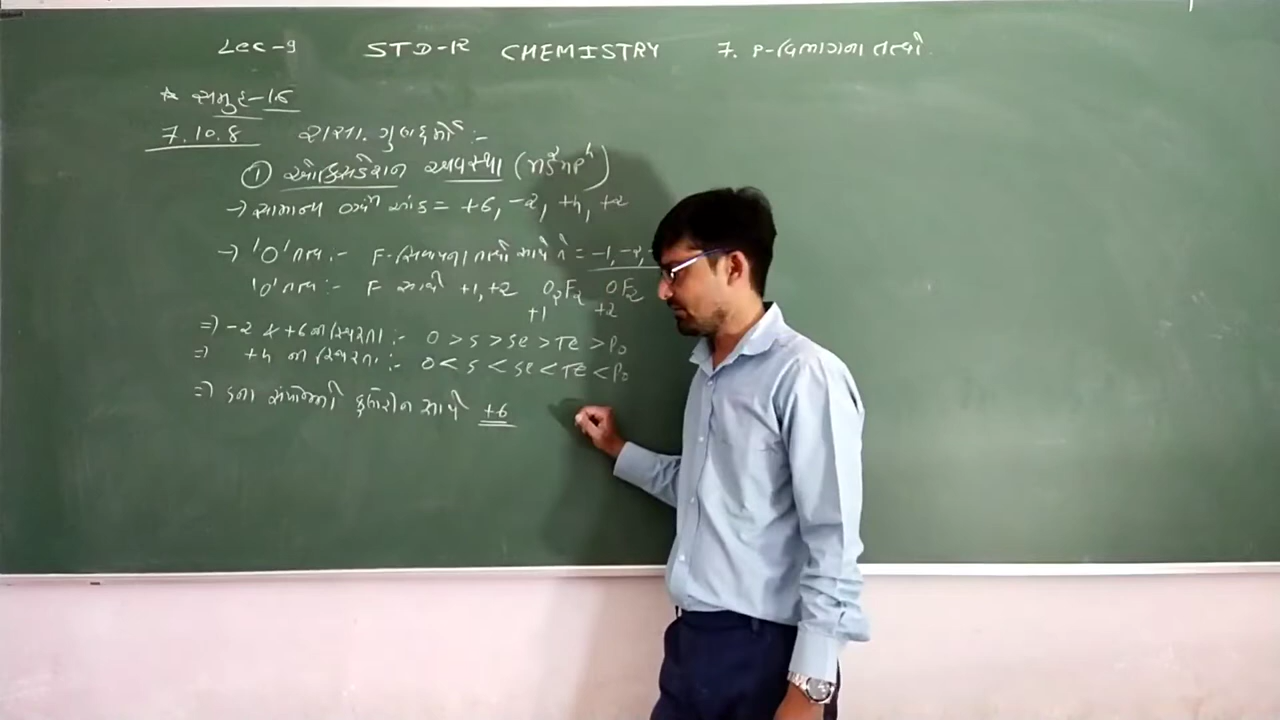 Lec-9 STD-12 CHEMISTRY 7. P-વિભાગના તત્વો
* સમુહ-16
7.10.8 રાસા. ગુણધર્મો :-
① ઓક્સિડેશન અવસ્થા (ns²np⁴)
→ સામાન્ય ઓક્સી આંક = +6, -2, +4, +2
→ 'O' તત્વ :- F-સિવાયના તત્વો સાથે તે = -1, -2,
'O' તત્વ :- F સાથે +1, +2 O₂F₂ OF₂
+1 +2
⇒ -2 & +6 ની સ્થિરતા :- O > S > Se > Te > Po
⇒ +4 ની સ્થિરતા :- O < S < Se < Te < Po
⇒ ફ્લોરીન સાથે +6